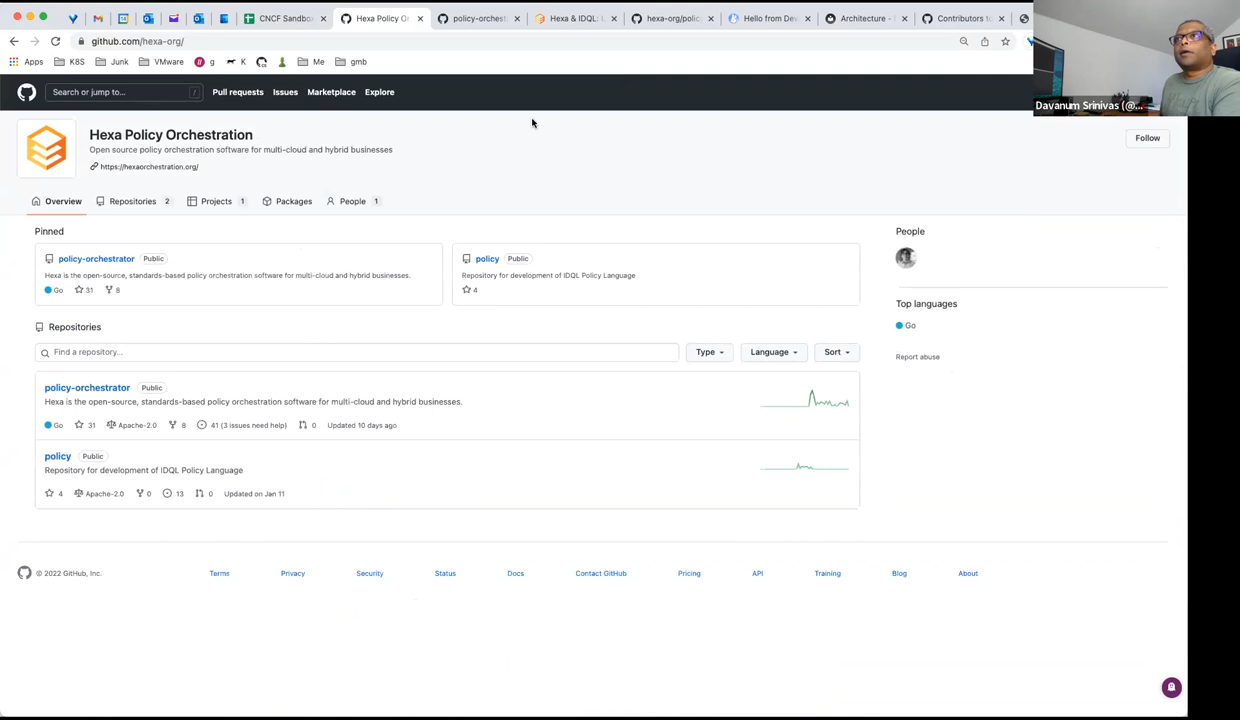 CNCF Sandbox
Hexa Policy Or
policy-orchest
Hexa & IDQL:
hexa-org/polic
Hello from De
Architecture -
Contributors to
github.com/hexa-org/
Apps
K8S
Junk
VMware
g
K
Me
gmb
Search or jump to...
/
Pull requests
Issues
Marketplace
Explore
Davanum Srinivas (@...
Hexa Policy Orchestration
Open source policy orchestration software for multi-cloud and hybrid businesses
https://hexaorchestration.org/
Follow
Overview
Repositories 2
Projects 1
Packages
People 1
Pinned
policy-orchestrator Public
Hexa is the open-source, standards-based policy orchestration software for multi-cloud and hybrid businesses.
Go 31 8
policy Public
Repository for development of IDQL Policy Language
4
People
Top languages
Go
Report abuse
Repositories
Find a repository...
Type
Language
Sort
policy-orchestrator Public
Hexa is the open-source, standards-based policy orchestration software for multi-cloud and hybrid businesses.
Go 31 Apache-2.0 8 41 (3 issues need help) 0 Updated 10 days ago
policy Public
Repository for development of IDQL Policy Language
4 Apache-2.0 0 13 0 Updated on Jan 11
© 2022 GitHub, Inc.
Terms
Privacy
Security
Status
Docs
Contact GitHub
Pricing
API
Training
Blog
About